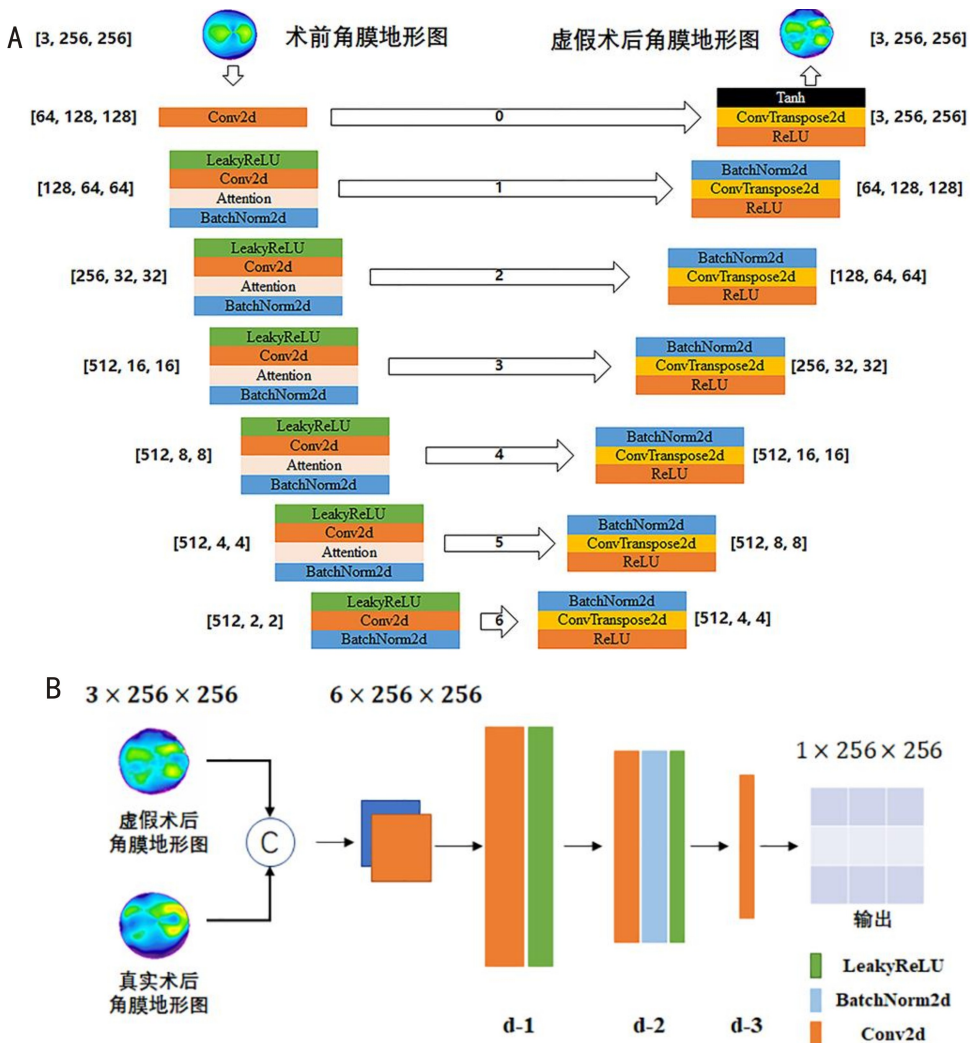 A
[3, 256, 256]
术前角膜地形图
虚假术后角膜地形图
[3, 256, 256]
[64, 128, 128]
Conv2d
0
Tanh
ConvTranspose2d
ReLU
[3, 256, 256]
[128, 64, 64]
LeakyReLU
Conv2d
Attention
BatchNorm2d
1
BatchNorm2d
ConvTranspose2d
ReLU
[64, 128, 128]
[256, 32, 32]
LeakyReLU
Conv2d
Attention
BatchNorm2d
2
BatchNorm2d
ConvTranspose2d
ReLU
[128, 64, 64]
[512, 16, 16]
LeakyReLU
Conv2d
Attention
BatchNorm2d
3
BatchNorm2d
ConvTranspose2d
ReLU
[256, 32, 32]
[512, 8, 8]
LeakyReLU
Conv2d
Attention
BatchNorm2d
4
BatchNorm2d
ConvTranspose2d
ReLU
[512, 16, 16]
[512, 4, 4]
LeakyReLU
Conv2d
Attention
BatchNorm2d
5
BatchNorm2d
ConvTranspose2d
ReLU
[512, 8, 8]
[512, 2, 2]
LeakyReLU
Conv2d
BatchNorm2d
6
BatchNorm2d
ConvTranspose2d
ReLU
[512, 4, 4]
B
3 × 256 × 256
6 × 256 × 256
1 × 256 × 256
虚假术后
角膜地形图
C
真实术后
角膜地形图
d-1
d-2
d-3
输出
LeakyReLU
BatchNorm2d
Conv2d